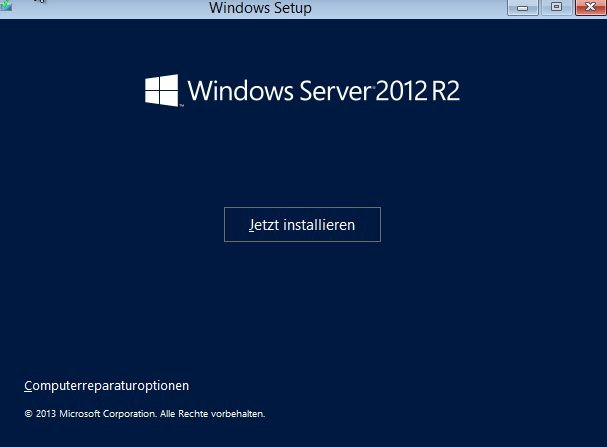 Windows Setup
Windows Server 2012 R2
Jetzt installieren
Computerreparaturoptionen
© 2013 Microsoft Corporation. Alle Rechte vorbehalten.